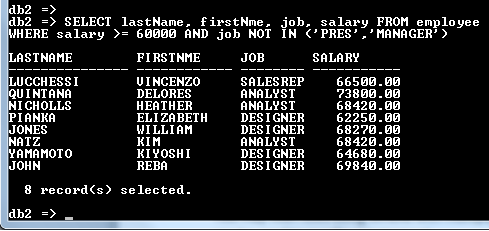 db2 =>
db2 => SELECT lastName, firstNme, job, salary FROM employee
WHERE salary >= 60000 AND job NOT IN ('PRES','MANAGER')
LASTNAME FIRSTNME JOB SALARY
--------------- ------------ -------- -----------
LUCCHESSI VINCENZO SALESREP 66500.00
QUINTANA DELORES ANALYST 73800.00
NICHOLLS HEATHER ANALYST 68420.00
PIANKA ELIZABETH DESIGNER 62250.00
JONES WILLIAM DESIGNER 68270.00
NATZ KIM ANALYST 68420.00
YAMAMOTO KIYOSHI DESIGNER 64680.00
JOHN REBA DESIGNER 69840.00
8 record(s) selected.
db2 => _